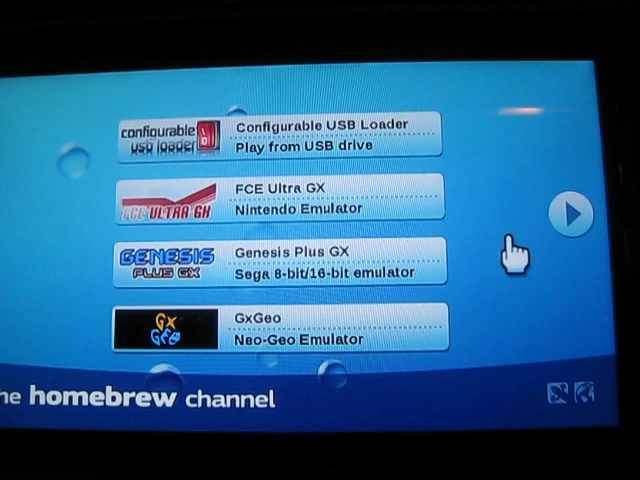 configurable
usb loader
Configurable USB Loader
Play from USB drive
FCE ULTRA GX
FCE Ultra GX
Nintendo Emulator
GENESIS
PLUS GX
Genesis Plus GX
Sega 8-bit/16-bit emulator
GX
GEO
GxGeo
Neo-Geo Emulator
he homebrew channel